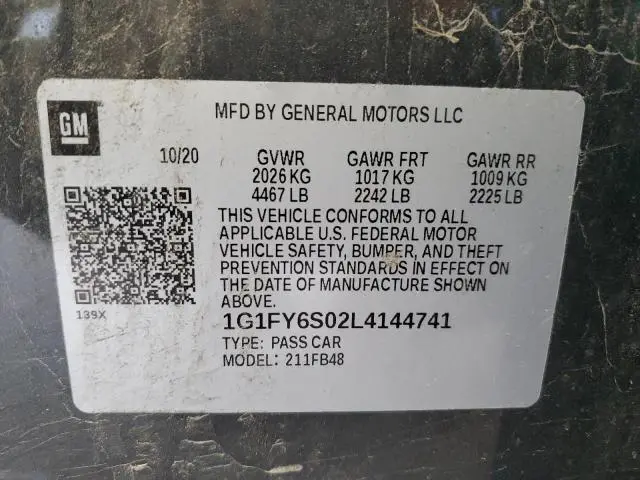 GM
MFD BY GENERAL MOTORS LLC
10/20 GVWR GAWR FRT GAWR RR
2026 KG 1017 KG 1009 KG
4467 LB 2242 LB 2225 LB
THIS VEHICLE CONFORMS TO ALL
APPLICABLE U.S. FEDERAL MOTOR
VEHICLE SAFETY, BUMPER, AND THEFT
PREVENTION STANDARDS IN EFFECT ON
THE DATE OF MANUFACTURE SHOWN
ABOVE.
139X
1G1FY6S02L4144741
TYPE: PASS CAR
MODEL: 211FB48